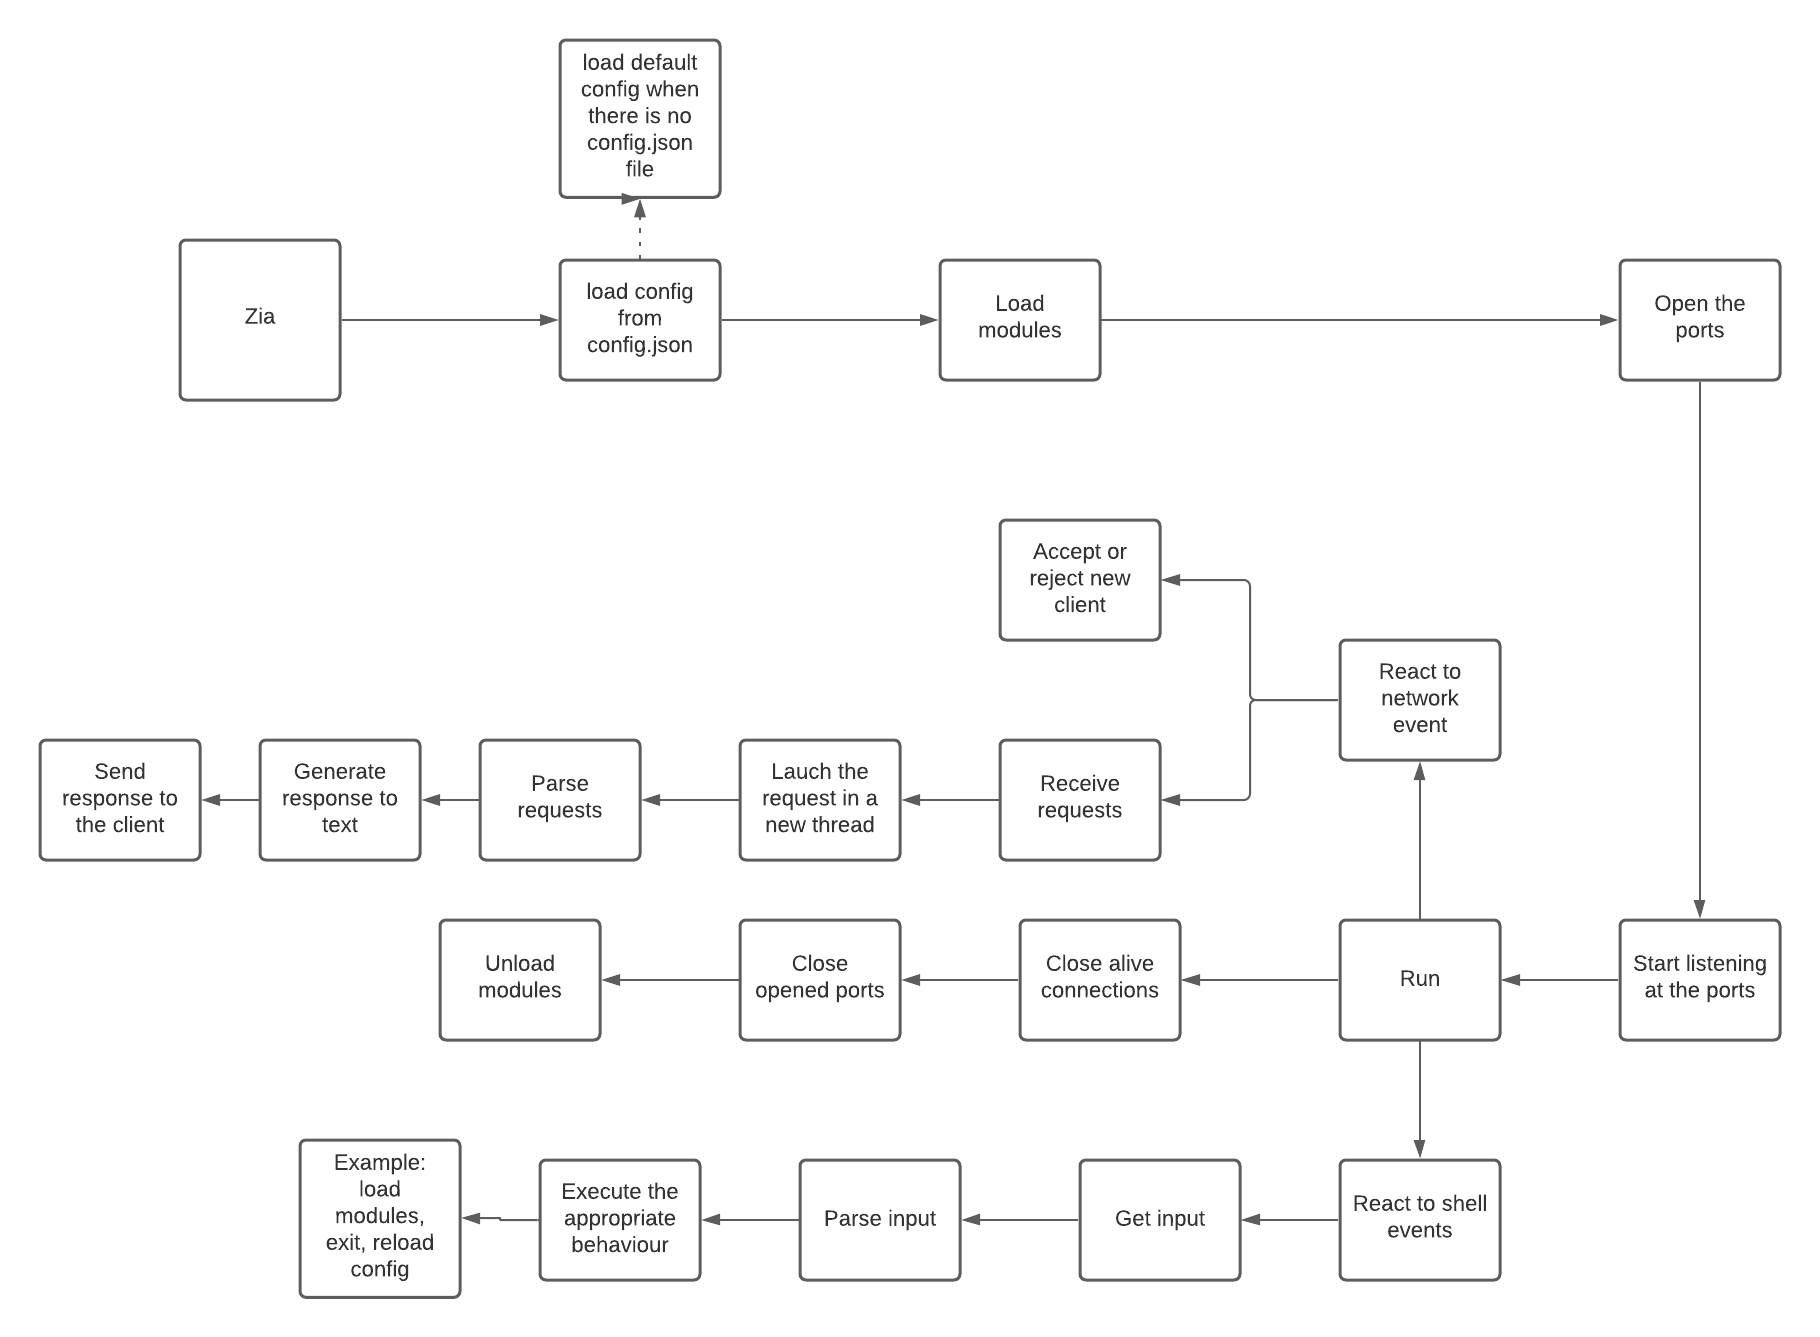 load default
config when
there is no
config.json
file
Zia
load config
from
config.json
Load
modules
Open the
ports
Accept or
reject new
client
React to
network
event
Send
response to
the client
Generate
response to
text
Parse
requests
Lauch the
request in a
new thread
Receive
requests
Unload
modules
Close
opened ports
Close alive
connections
Run
Start listening
at the ports
Example:
load
modules,
exit, reload
config
Execute the
appropriate
behaviour
Parse input
Get input
React to shell
events